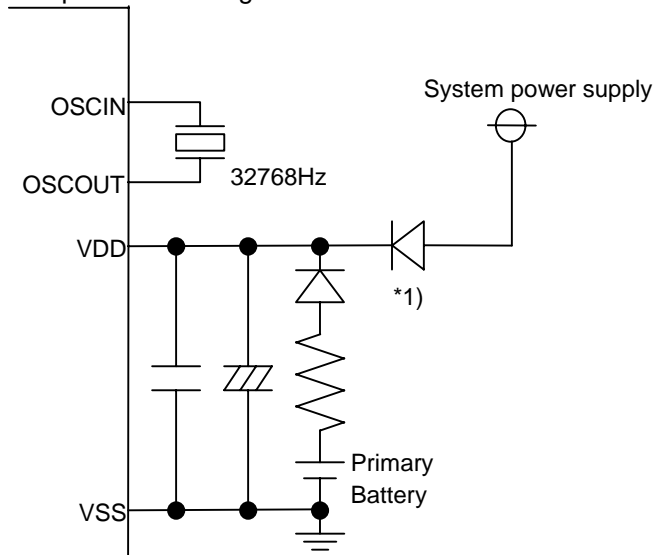 System power supply
OSCIN
OSCOUT
32768Hz
VDD
*1)
Primary
Battery
VSS